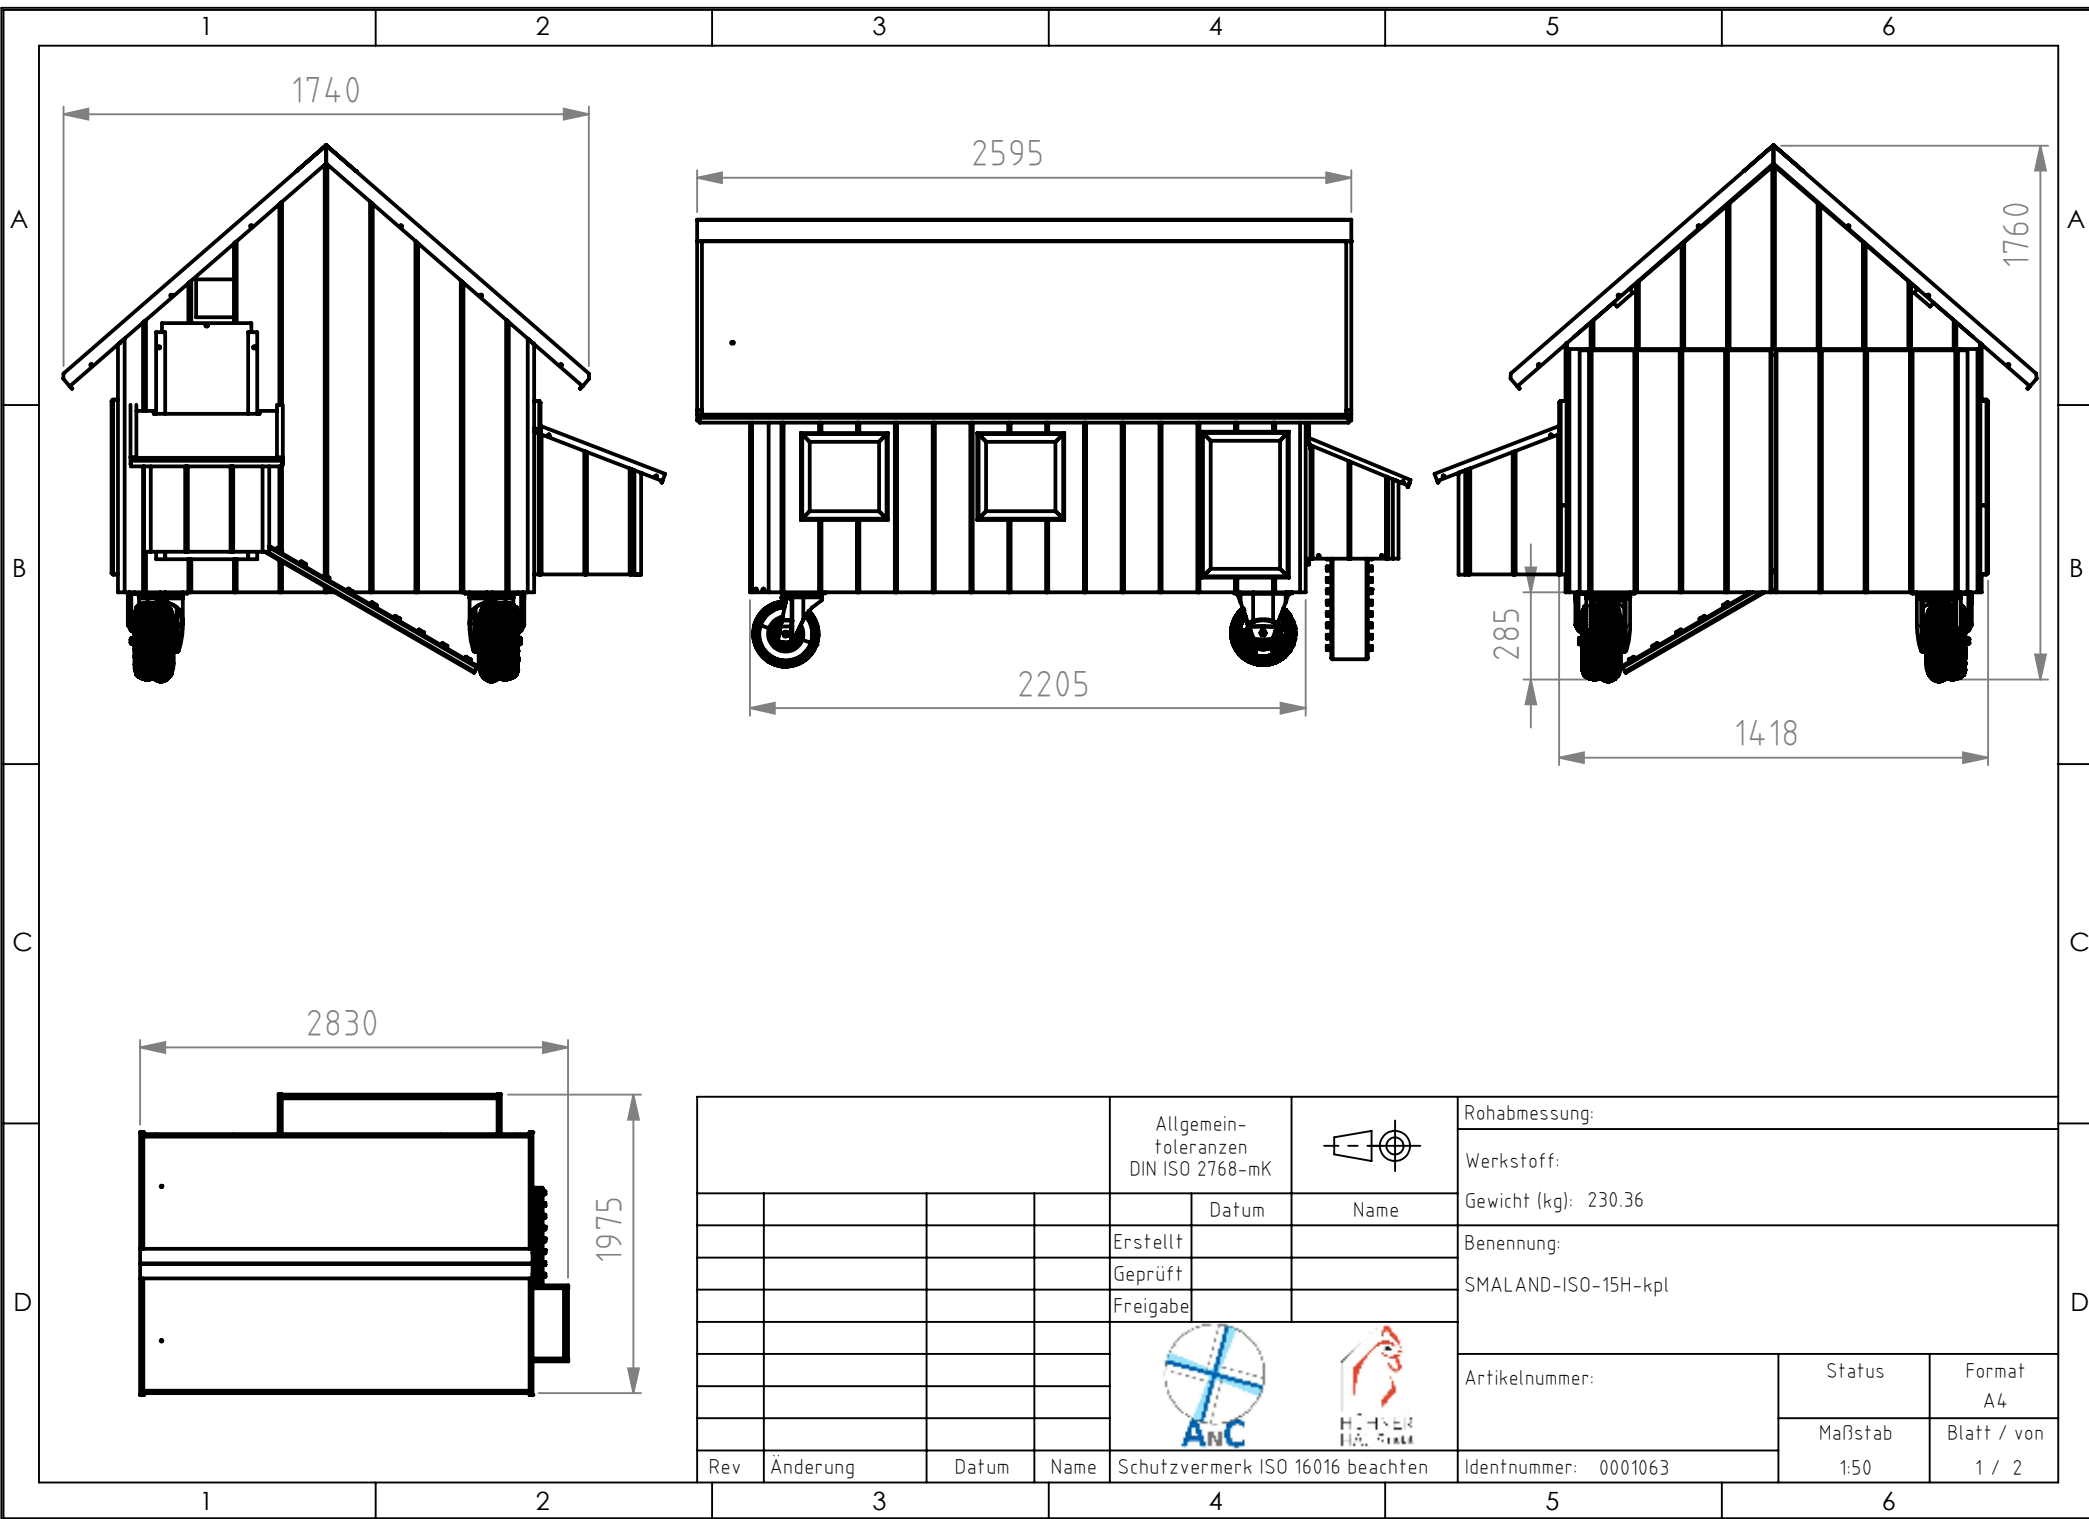 1 2 3 4 5 6
1740
2595
A A
1760
B B
285
2205
1418
C C
2830
1975
D D
Allgemein-
toleranzen
DIN ISO 2768-mK
Rohabmessung:
Werkstoff:
Gewicht (kg): 230.36
Datum Name
Erstellt
Geprüft
Freigabe
Benennung:
SMALAND-ISO-15H-kpl
ANC
Artikelnummer:
Status
Format
A4
Maßstab
1:50
Blatt / von
1 / 2
Rev Änderung Datum Name
Schutzvermerk ISO 16016 beachten
Identnummer: 0001063
1 2 3 4 5 6